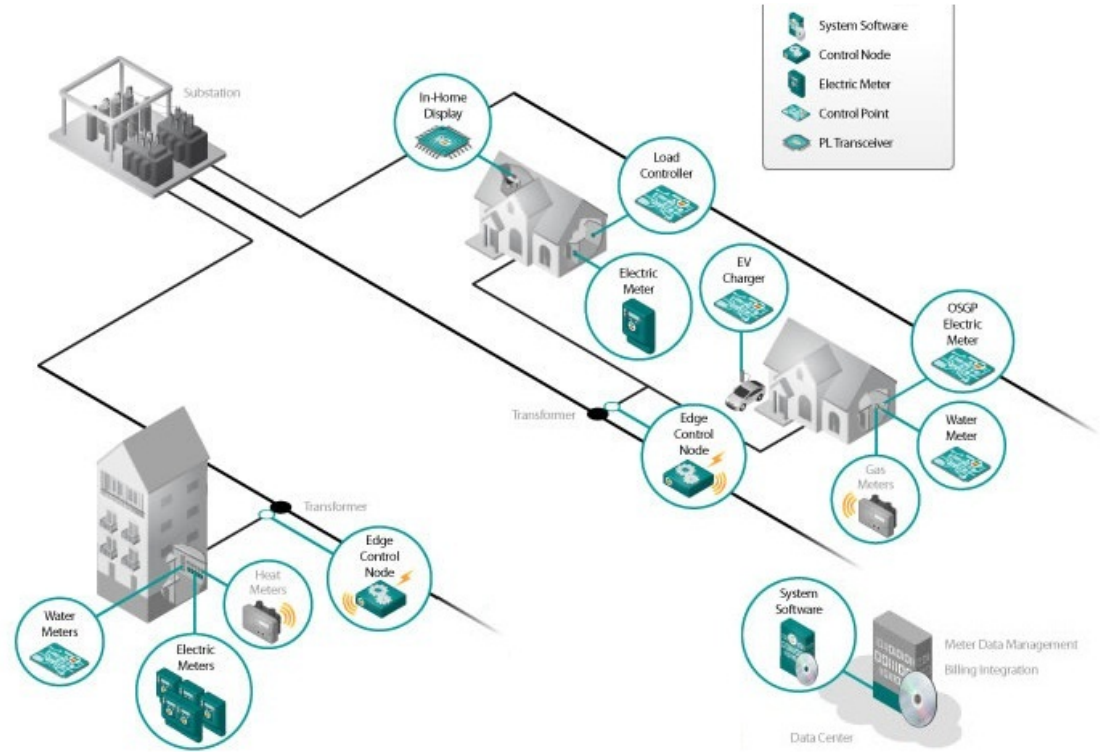 System Software
Control Node
Electric Meter
Control Point
PL Transceiver
Substation
In-Home
Display
Load
Controller
Electric
Meter
EV
Charger
OSGP
Electric
Meter
Transformer
Edge
Control
Node
Water
Meter
Gas
Meters
Transformer
Edge
Control
Node
Heat
Meters
Water
Meters
Electric
Meters
System
Software
Meter Data Management
Billing Integration
Data Center